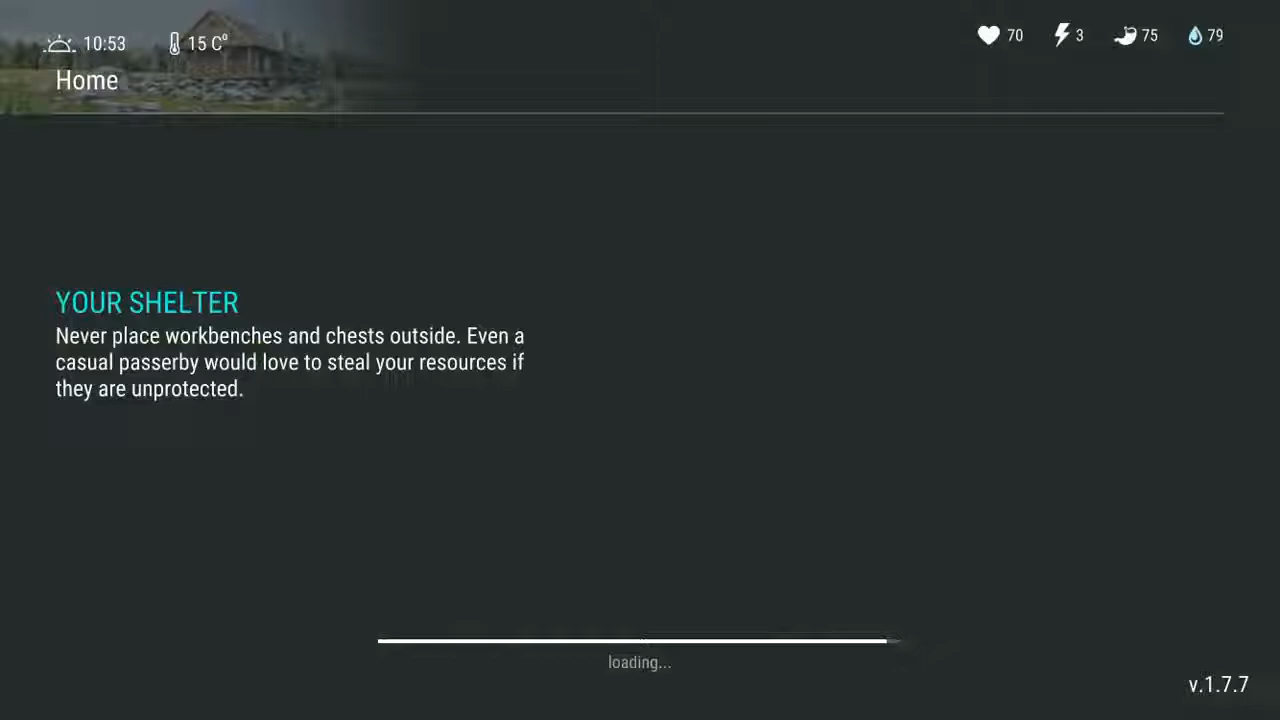 10:53 15 C° 70 3 75 79
Home
YOUR SHELTER
Never place workbenches and chests outside. Even a
casual passerby would love to steal your resources if
they are unprotected.
loading...
v.1.7.7